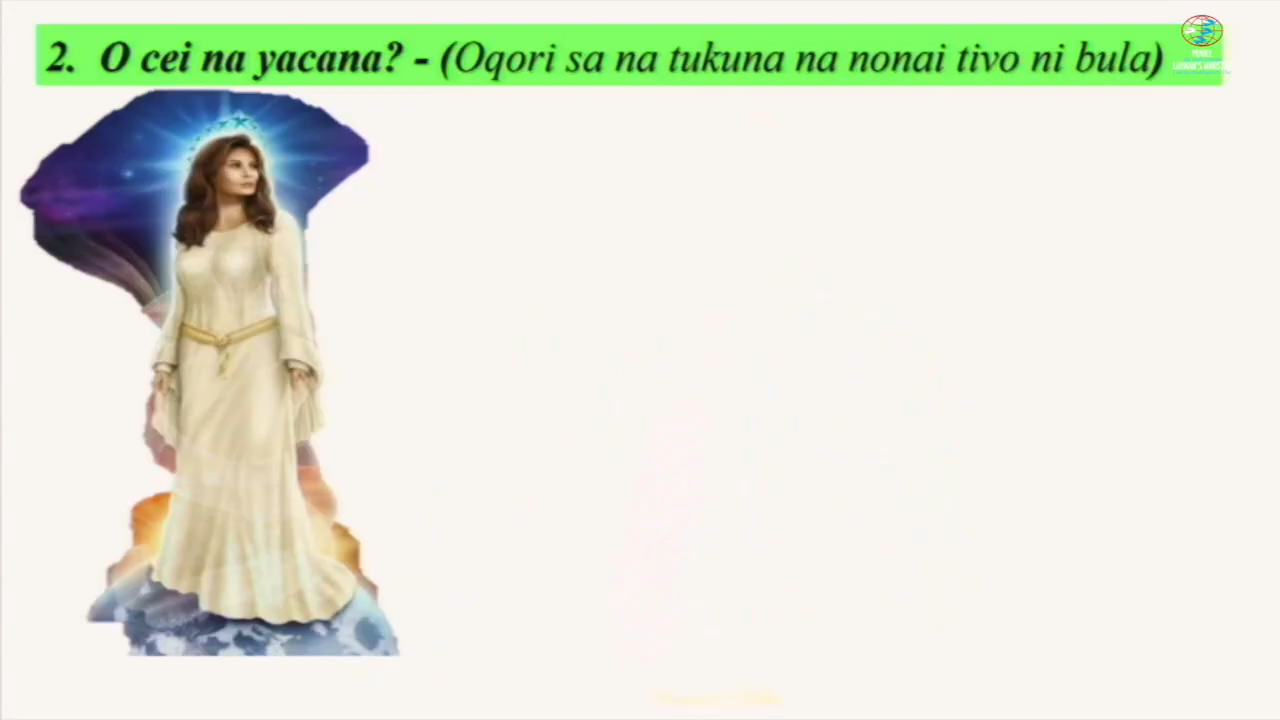 2. O cei na yacana? - (Oqori sa na tukuna na nonai tivo ni bula)